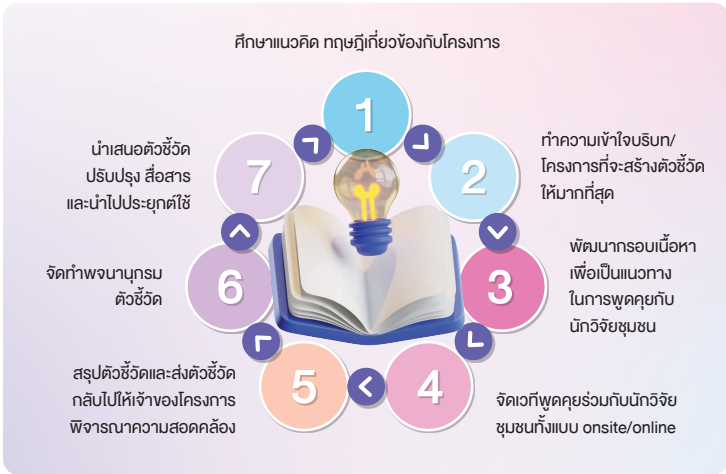 ศึกษาแนวคิด ทฤษฎีเกี่ยวข้องกับโครงการ
1
2
ทำความเข้าใจบริบท/
โครงการที่จะสร้างตัวชี้วัด
ให้มากที่สุด
3
พัฒนากรอบเนื้อหา
เพื่อเป็นแนวทาง
ในการพูดคุยกับ
นักวิจัยชุมชน
4
จัดเวทีพูดคุยร่วมกับนักวิจัย
ชุมชนทั้งแบบ onsite/online
5
สรุปตัวชี้วัดและส่งตัวชี้วัด
กลับไปให้เจ้าของโครงการ
พิจารณาความสอดคล้อง
6
จัดทำพจนานุกรม
ตัวชี้วัด
7
นำเสนอตัวชี้วัด
ปรับปรุง สื่อสาร
และนำไปประยุกต์ใช้